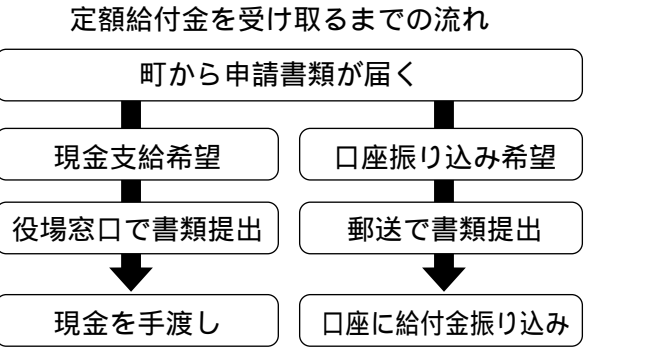 定額給付金を受け取るまでの流れ
町から申請書類が届く
現金支給希望
口座振り込み希望
役場窓口で書類提出
郵送で書類提出
現金を手渡し
口座に給付金振り込み